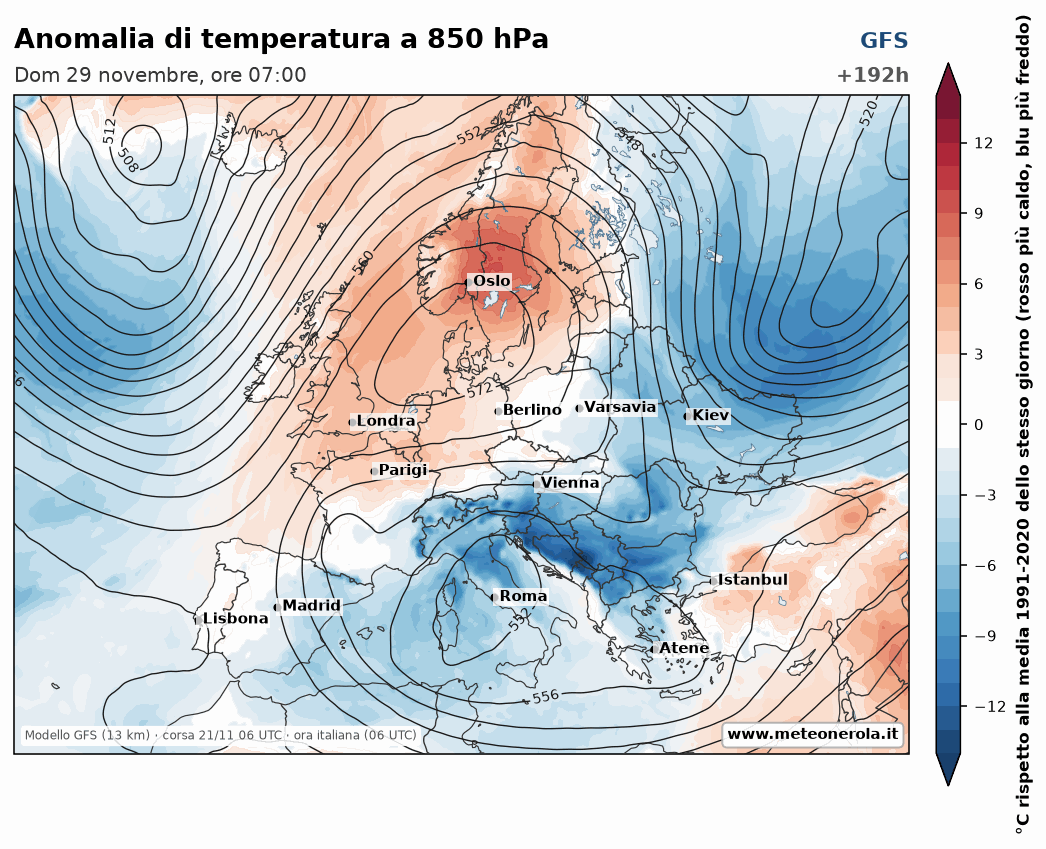 Anomalia di temperatura a 850 hPa
GFS
Dom 29 novembre, ore 07:00
+192h
512
508
552
548
520
560
Oslo
572
Berlino
Varsavia
Kiev
Londra
Parigi
Vienna
Istanbul
Roma
Madrid
Lisbona
552
Atene
556
Modello GFS (13 km) · corsa 21/11 06 UTC · ora italiana (06 UTC)
www.meteonerola.it
12
9
6
3
0
−3
−6
−9
−12
°C rispetto alla media 1991-2020 dello stesso giorno (rosso più caldo, blu più freddo)